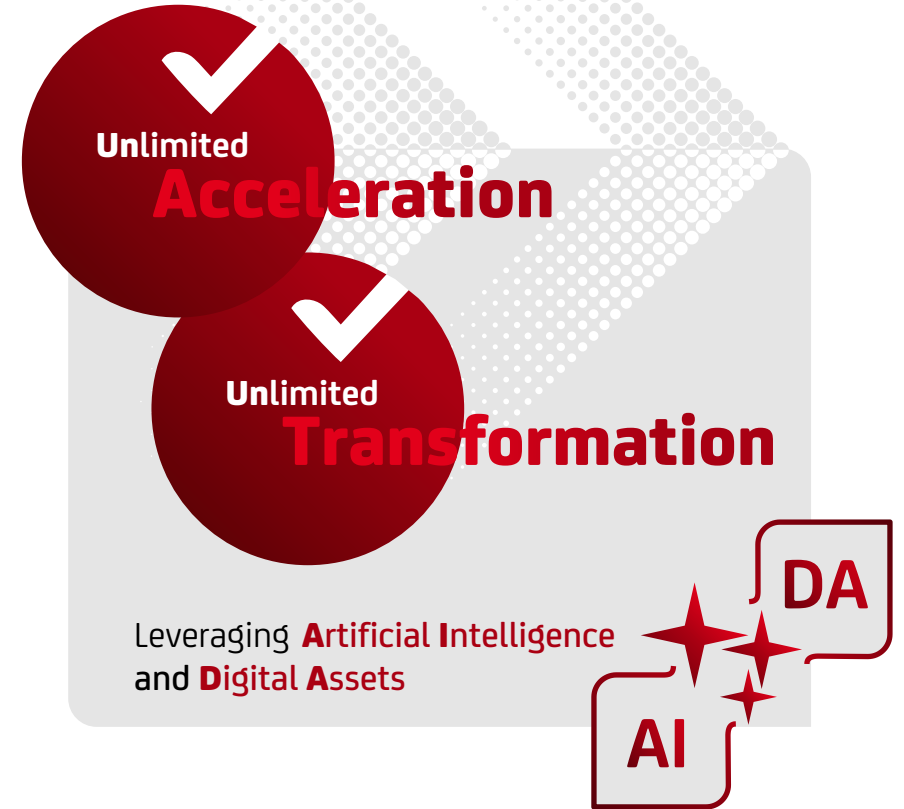 Unlimited
Acceleration
Unlimited
Transformation
Leveraging Artificial Intelligence
and Digital Assets
DA
AI